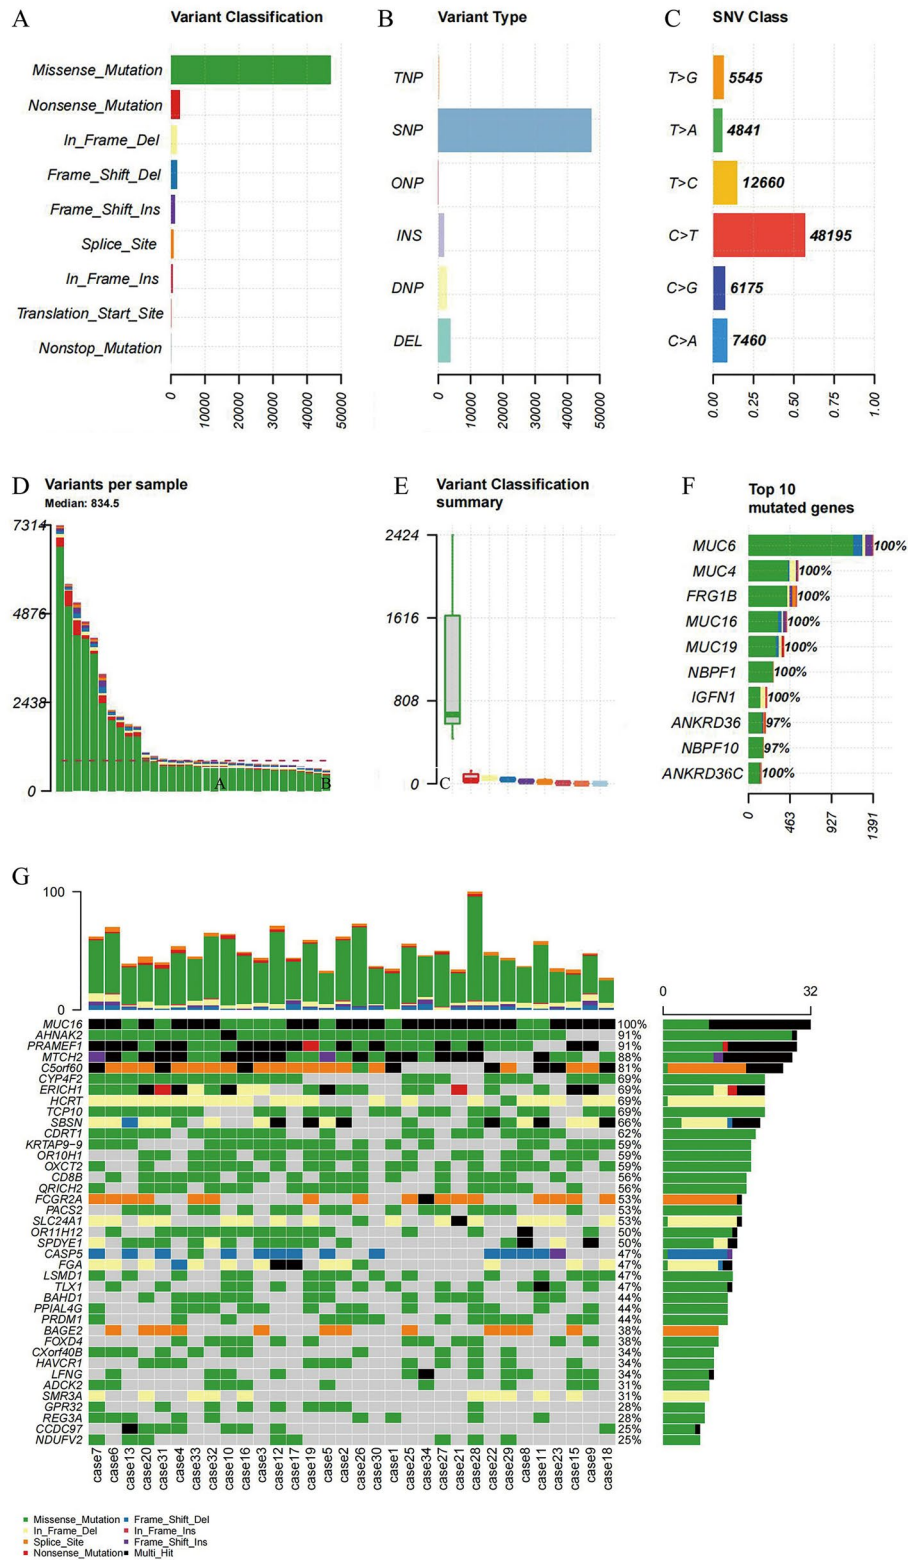 A Variant Classification
Missense_Mutation
Nonsense_Mutation
In_Frame_Del
Frame_Shift_Del
Frame_Shift_Ins
Splice_Site
In_Frame_Ins
Translation_Start_Site
Nonstop_Mutation
0 10000 20000 30000 40000 50000
B Variant Type
TNP
SNP
ONP
INS
DNP
DEL
0 10000 20000 30000 40000 50000
C SNV Class
T>G 5545
T>A 4841
T>C 12660
C>T 48195
C>G 6175
C>A 7460
0.00 0.25 0.50 0.75 1.00
D Variants per sample
Median: 834.5
7314
4876
2438
0
A B
E Variant Classification
summary
2424
1616
808
0
C
F Top 10
mutated genes
MUC6 100%
MUC4 100%
FRG1B 100%
MUC16 100%
MUC19 100%
NBPF1 100%
IGFN1 100%
ANKRD36 97%
NBPF10 97%
ANKRD36C 100%
0 463 927 1391
G
100
0
0 32
MUC16 100%
AHNAK2 91%
PRAMEF1 91%
MTCH2 88%
C5orf60 81%
CYP4F2 69%
ERICH1 69%
HCRT 69%
TCP10 69%
SBSN 66%
CDRT1 62%
KRTAP9-9 59%
OR10H1 59%
OXCT2 59%
CD8B 56%
QRICH2 56%
FCGR2A 53%
PACS2 53%
SLC24A1 53%
OR11H12 50%
SPDYE1 50%
CASP5 47%
FGA 47%
LSMD1 47%
TLX1 47%
BAHD1 44%
PPIAL4G 44%
PRDM1 44%
BAGE2 38%
FOXD4 38%
CXorf40B 34%
HAVCR1 34%
LFNG 34%
ADCK2 31%
SMR3A 31%
GPR32 28%
REG3A 28%
CCDC97 25%
NDUFV2 25%
case7 case6 case13 case20 case31 case4 case33 case32 case10 case16 case3 case12 case17 case19 case5 case2 case26 case30 case1 case25 case34 case27 case21 case28 case22 case29 case8 case11 case23 case15 case9 case18
Missense_Mutation Frame_Shift_Del
In_Frame_Del In_Frame_Ins
Splice_Site Frame_Shift_Ins
Nonsense_Mutation Multi_Hit